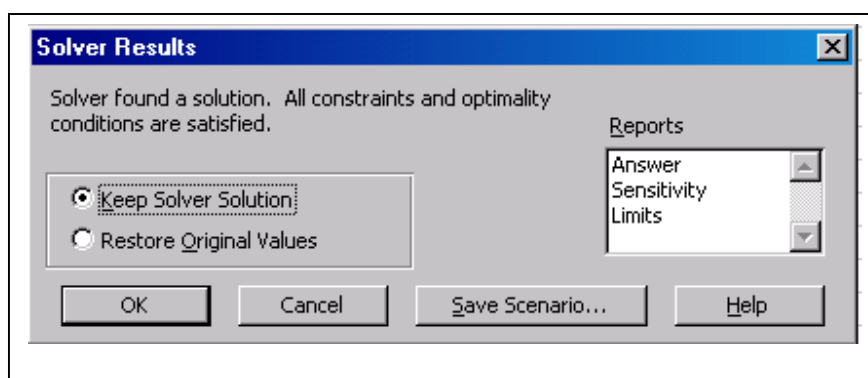 Solver Results
Solver found a solution. All constraints and optimality
conditions are satisfied.
Reports
Answer
Sensitivity
Limits
Keep Solver Solution
Restore Original Values
OK
Cancel
Save Scenario...
Help